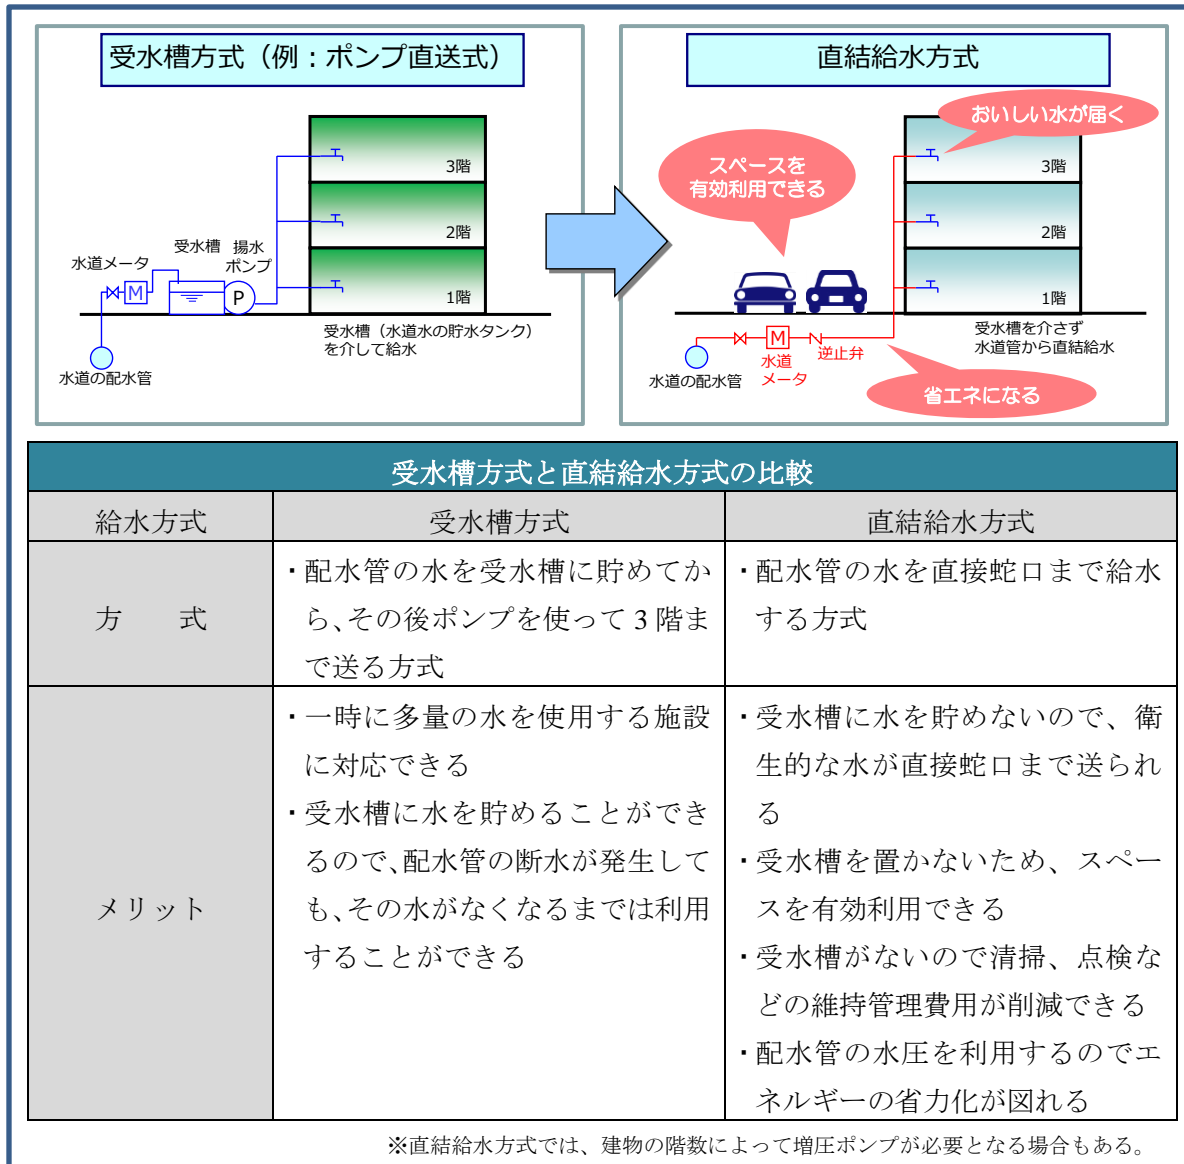 受水槽方式（例：ポンプ直送式）
3階
2階
1階
水道メータ
受水槽
揚水
ポンプ
M
P
受水槽（水道水の貯水タンク）
を介して給水
水道の配水管
直結給水方式
おいしい水が届く
スペースを
有効利用できる
3階
2階
1階
受水槽を介さず
水道管から直結給水
M
水道
メータ
逆止弁
水道の配水管
省エネになる
受水槽方式と直結給水方式の比較
給水方式
受水槽方式
直結給水方式
方　式
・配水管の水を受水槽に貯めてか
ら、その後ポンプを使って 3 階ま
で送る方式
・配水管の水を直接蛇口まで給水
する方式
メリット
・一時に多量の水を使用する施設
に対応できる
・受水槽に水を貯めることができ
るので、配水管の断水が発生して
も、その水がなくなるまでは利用
することができる
・受水槽に水を貯めないので、衛
生的な水が直接蛇口まで送られ
る
・受水槽を置かないため、スペー
スを有効利用できる
・受水槽がないので清掃、点検な
どの維持管理費用が削減できる
・配水管の水圧を利用するのでエ
ネルギーの省力化が図れる
※直結給水方式では、建物の階数によって増圧ポンプが必要となる場合もある。